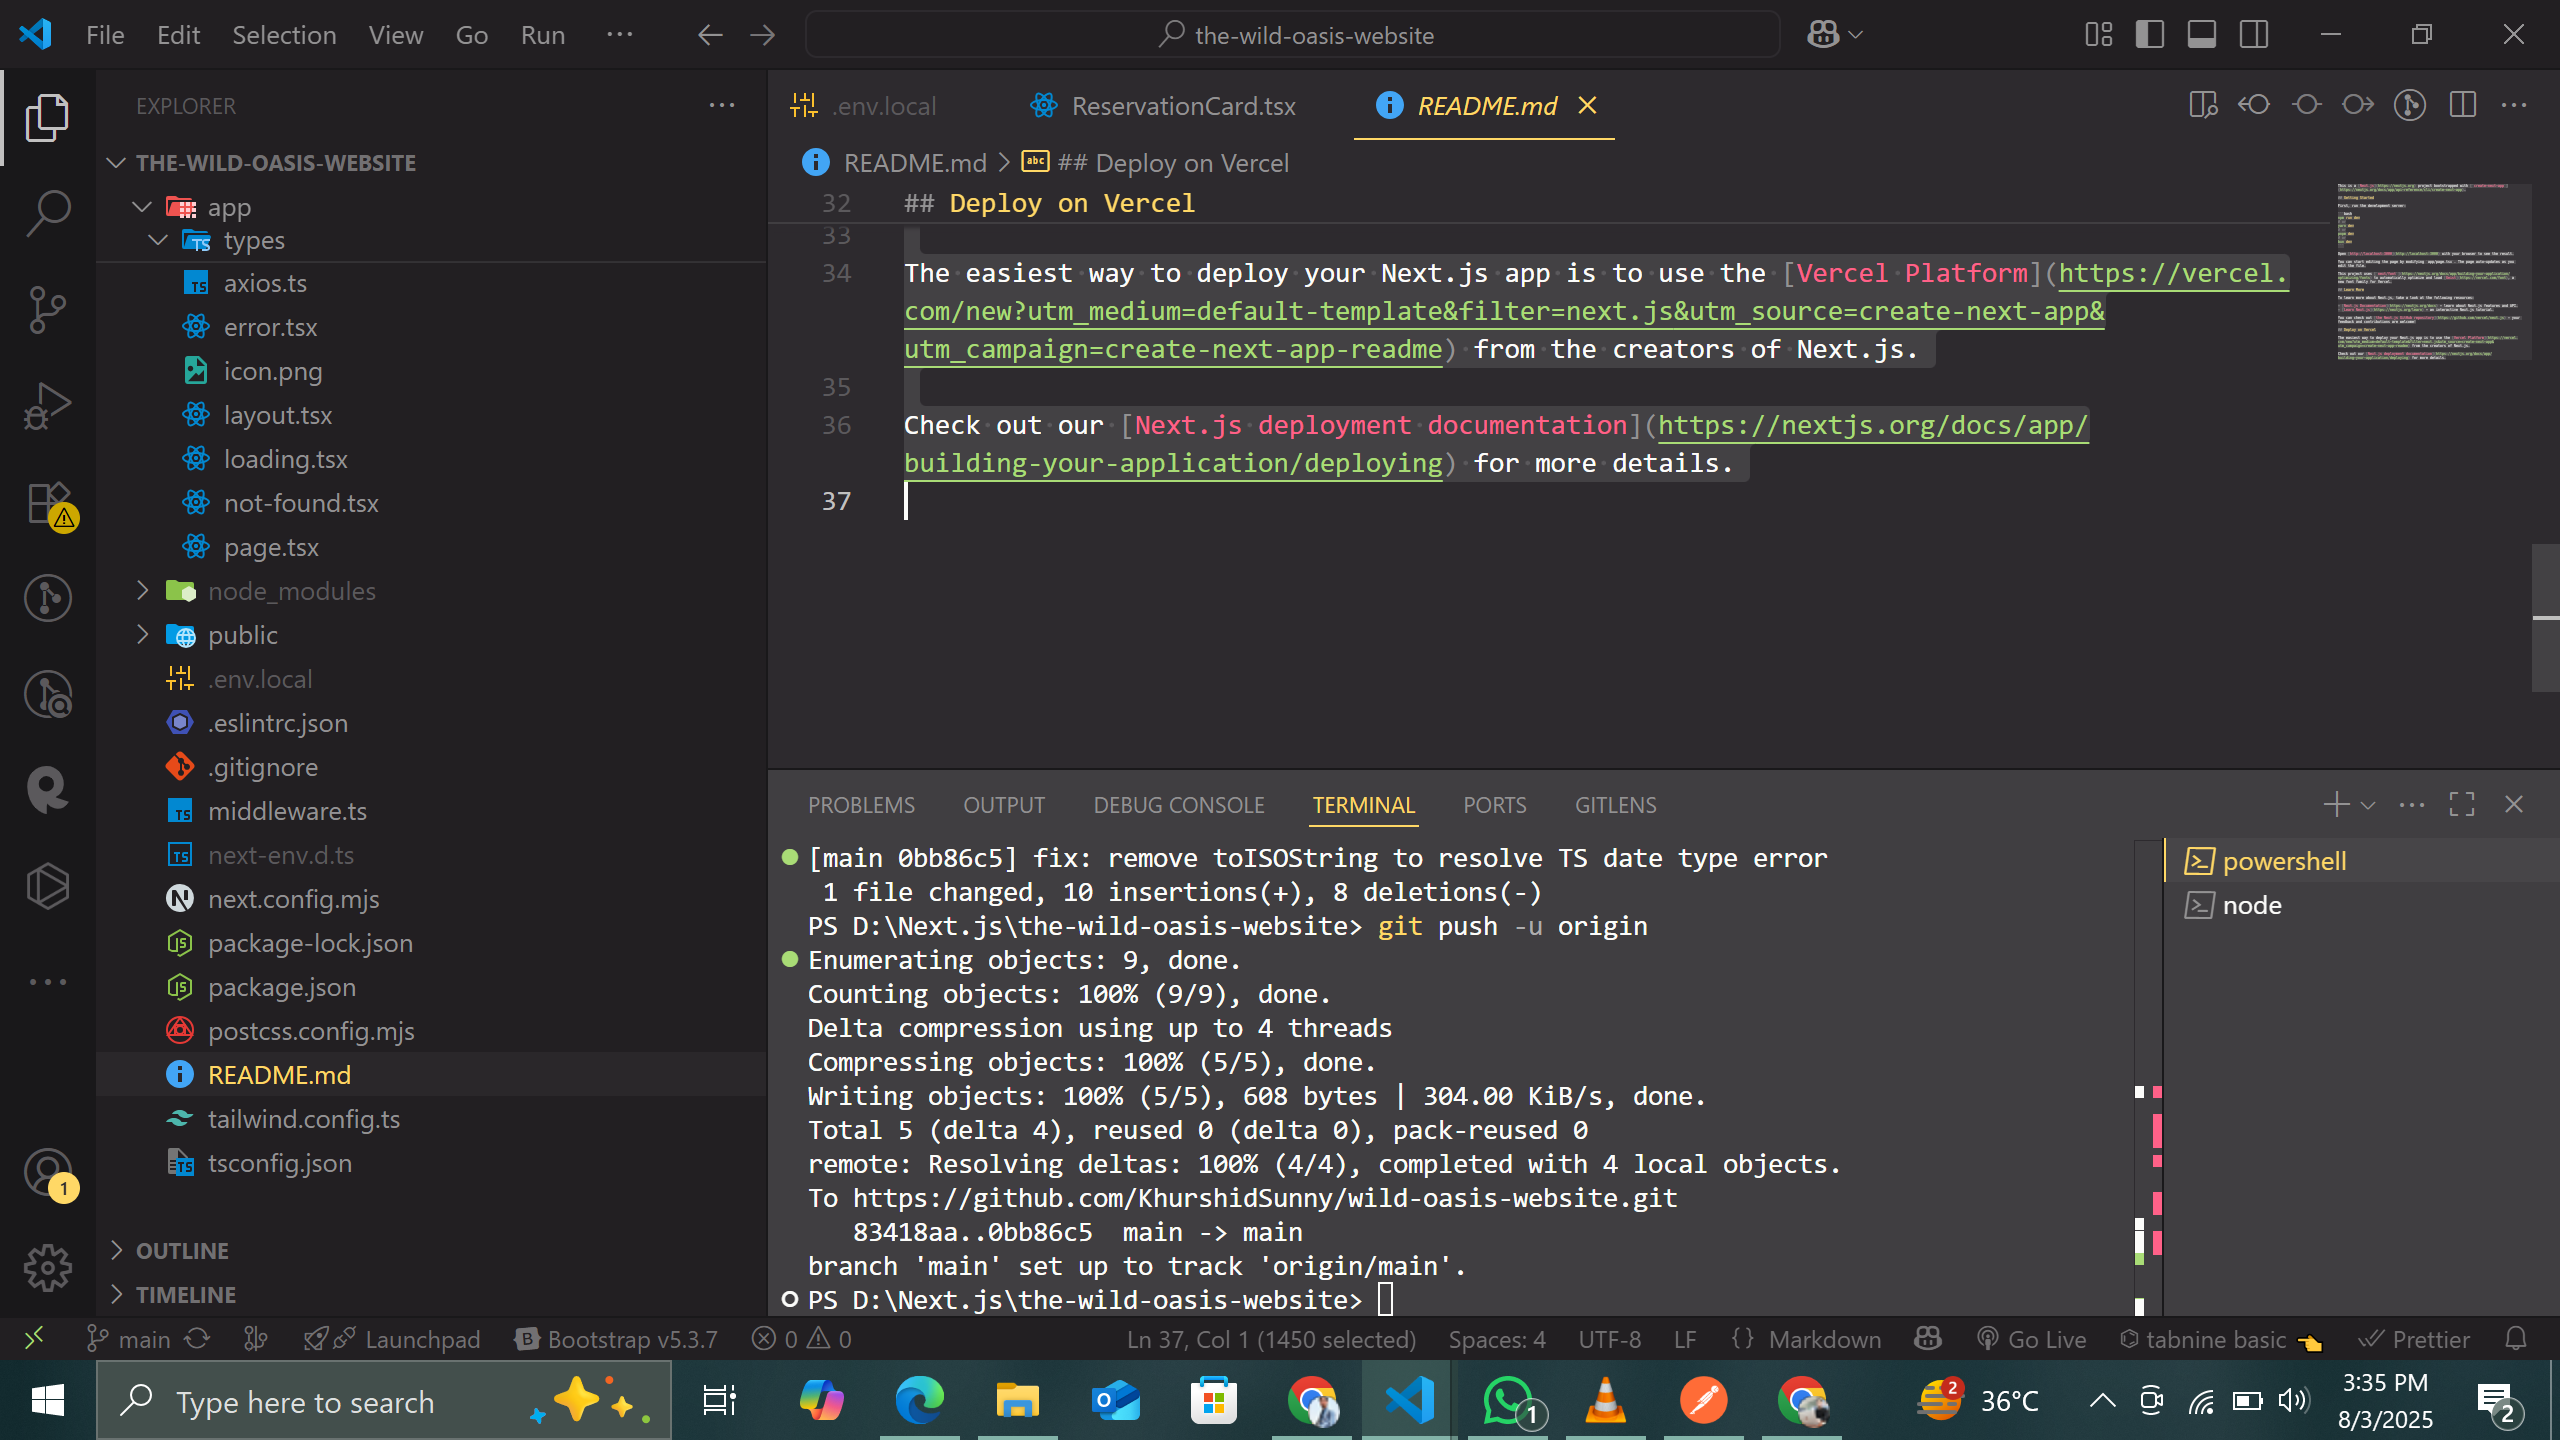 File Edit Selection View Go Run ··· the-wild-oasis-website
EXPLORER
THE-WILD-OASIS-WEBSITE
app
types
axios.ts
error.tsx
icon.png
layout.tsx
loading.tsx
not-found.tsx
page.tsx
node_modules
public
.env.local
.eslintrc.json
.gitignore
middleware.ts
next-env.d.ts
next.config.mjs
package-lock.json
package.json
postcss.config.mjs
README.md
tailwind.config.ts
tsconfig.json
OUTLINE
TIMELINE
1
.env.local ReservationCard.tsx README.md
README.md > ## Deploy on Vercel
32 ## Deploy on Vercel
33
34 The easiest way to deploy your Next.js app is to use the [Vercel Platform](https://vercel.
com/new?utm_medium=default-template&filter=next.js&utm_source=create-next-app&
utm_campaign=create-next-app-readme) from the creators of Next.js.
35
36 Check out our [Next.js deployment documentation](https://nextjs.org/docs/app/
building-your-application/deploying) for more details.
37
PROBLEMS OUTPUT DEBUG CONSOLE TERMINAL PORTS GITLENS
[main 0bb86c5] fix: remove toISOString to resolve TS date type error
1 file changed, 10 insertions(+), 8 deletions(-)
PS D:\Next.js\the-wild-oasis-website> git push -u origin
Enumerating objects: 9, done.
Counting objects: 100% (9/9), done.
Delta compression using up to 4 threads
Compressing objects: 100% (5/5), done.
Writing objects: 100% (5/5), 608 bytes | 304.00 KiB/s, done.
Total 5 (delta 4), reused 0 (delta 0), pack-reused 0
remote: Resolving deltas: 100% (4/4), completed with 4 local objects.
To https://github.com/KhurshidSunny/wild-oasis-website.git
83418aa..0bb86c5 main -> main
branch 'main' set up to track 'origin/main'.
PS D:\Next.js\the-wild-oasis-website>
powershell
node
main Launchpad Bootstrap v5.3.7 0 0 Ln 37, Col 1 (1450 selected) Spaces: 4 UTF-8 LF {} Markdown Go Live tabnine basic Prettier
Type here to search
1
2
36°C
3:35 PM
8/3/2025
2